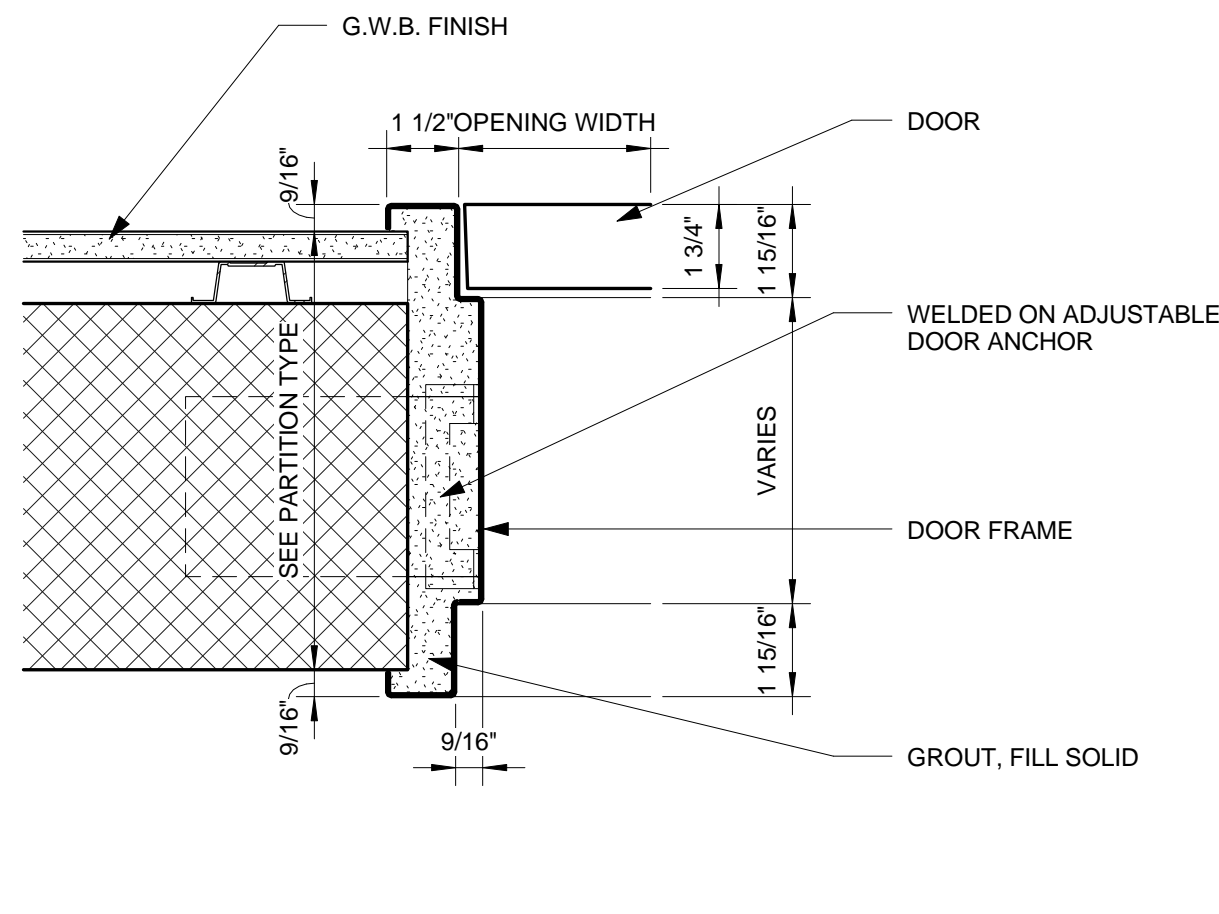 G.W.B. FINISH
1 1/2"
OPENING WIDTH
DOOR
9/16"
1 3/4"
1 15/16"
WELDED ON ADJUSTABLE
DOOR ANCHOR
SEE PARTITION TYPE
VARIES
DOOR FRAME
1 15/16"
9/16"
9/16"
GROUT, FILL SOLID